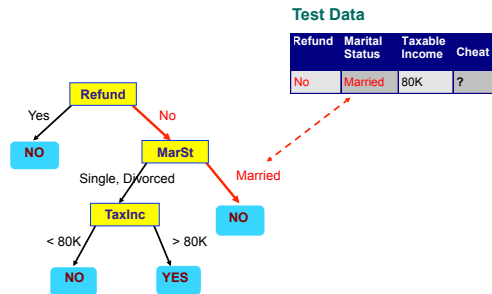 Test Data
Refund Marital Status Taxable Income Cheat
No Married 80K ?
Refund
Yes
No
NO
MarSt
Single, Divorced
Married
TaxInc
NO
< 80K
> 80K
NO
YES